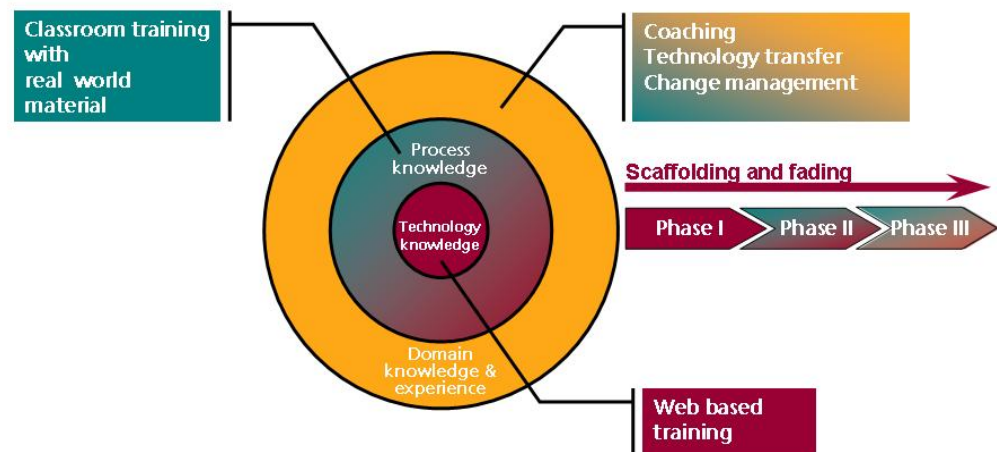 Classroom training
with
real world
material
Coaching
Technology transfer
Change management
Process
knowledge
Technology
knowledge
Domain
knowledge &
experience
Scaffolding and fading
Phase I
Phase II
Phase III
Web based
training